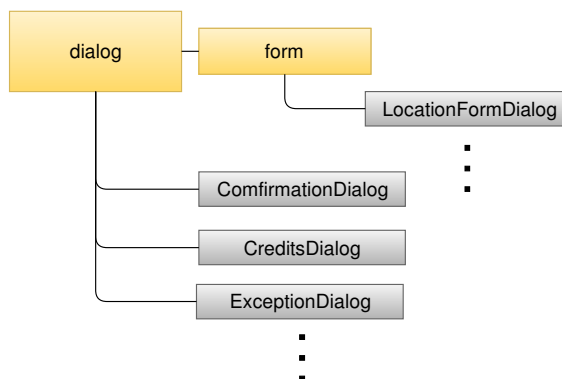 dialog
form
LocationFormDialog
ComfirmationDialog
CreditsDialog
ExceptionDialog